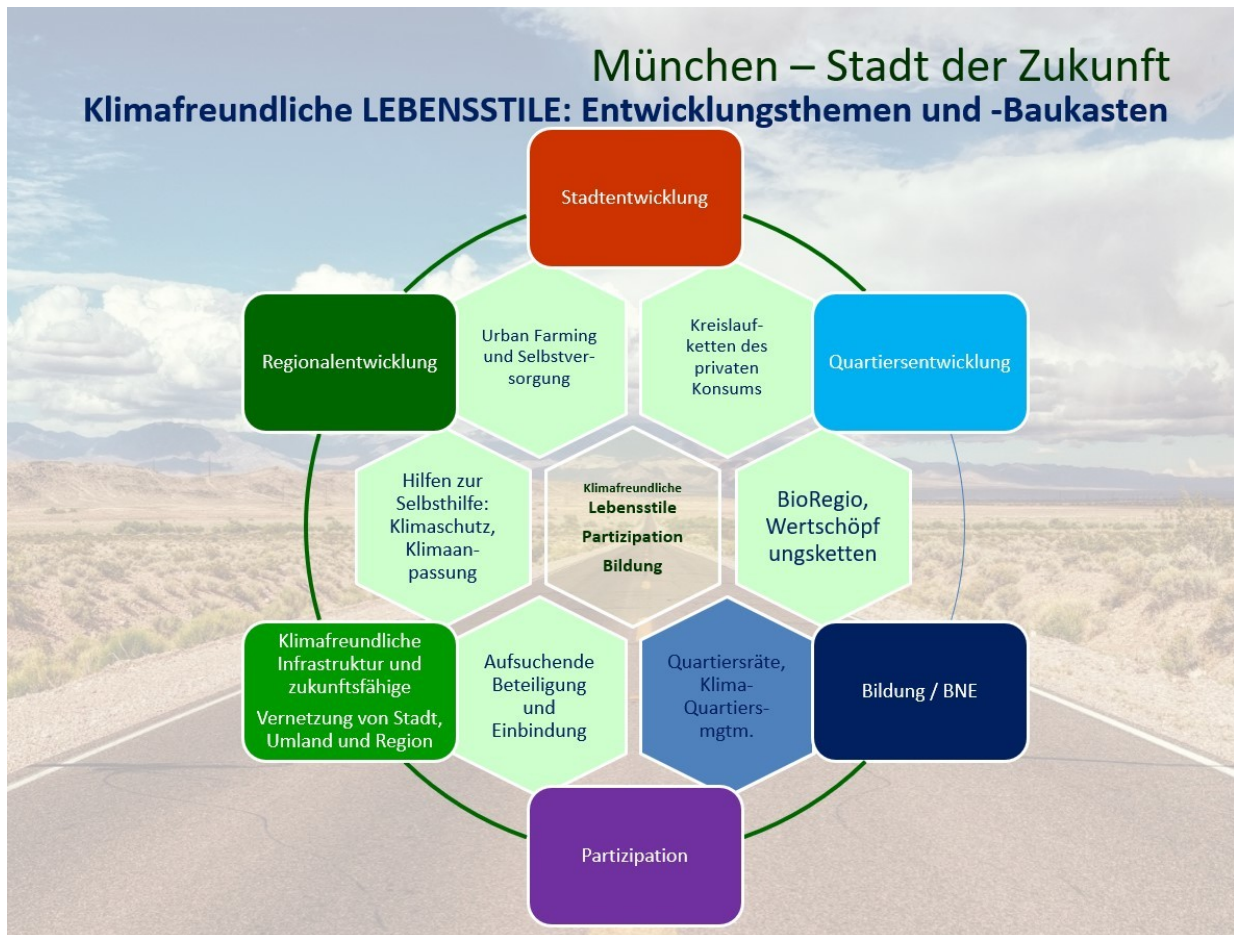 München – Stadt der Zukunft
Klimafreundliche LEBENSSTILE: Entwicklungsthemen und -Baukasten
Stadtentwicklung
Regionalentwicklung
Urban Farming
und Selbstver-
sorgung
Kreislauf-
ketten des
privaten
Konsums
Quartiersentwicklung
Hilfen zur
Selbsthilfe:
Klimaschutz,
Klimaan-
passung
Klimafreundliche
Lebensstile
Partizipation
Bildung
BioRegio,
Wertschöpf
ungsketten
Klimafreundliche
Infrastruktur und
zukunftsfähige
Vernetzung von Stadt,
Umland und Region
Aufsuchende
Beteiligung
und
Einbindung
Quartiersräte,
Klima-
Quartiers-
mgtm.
Bildung / BNE
Partizipation